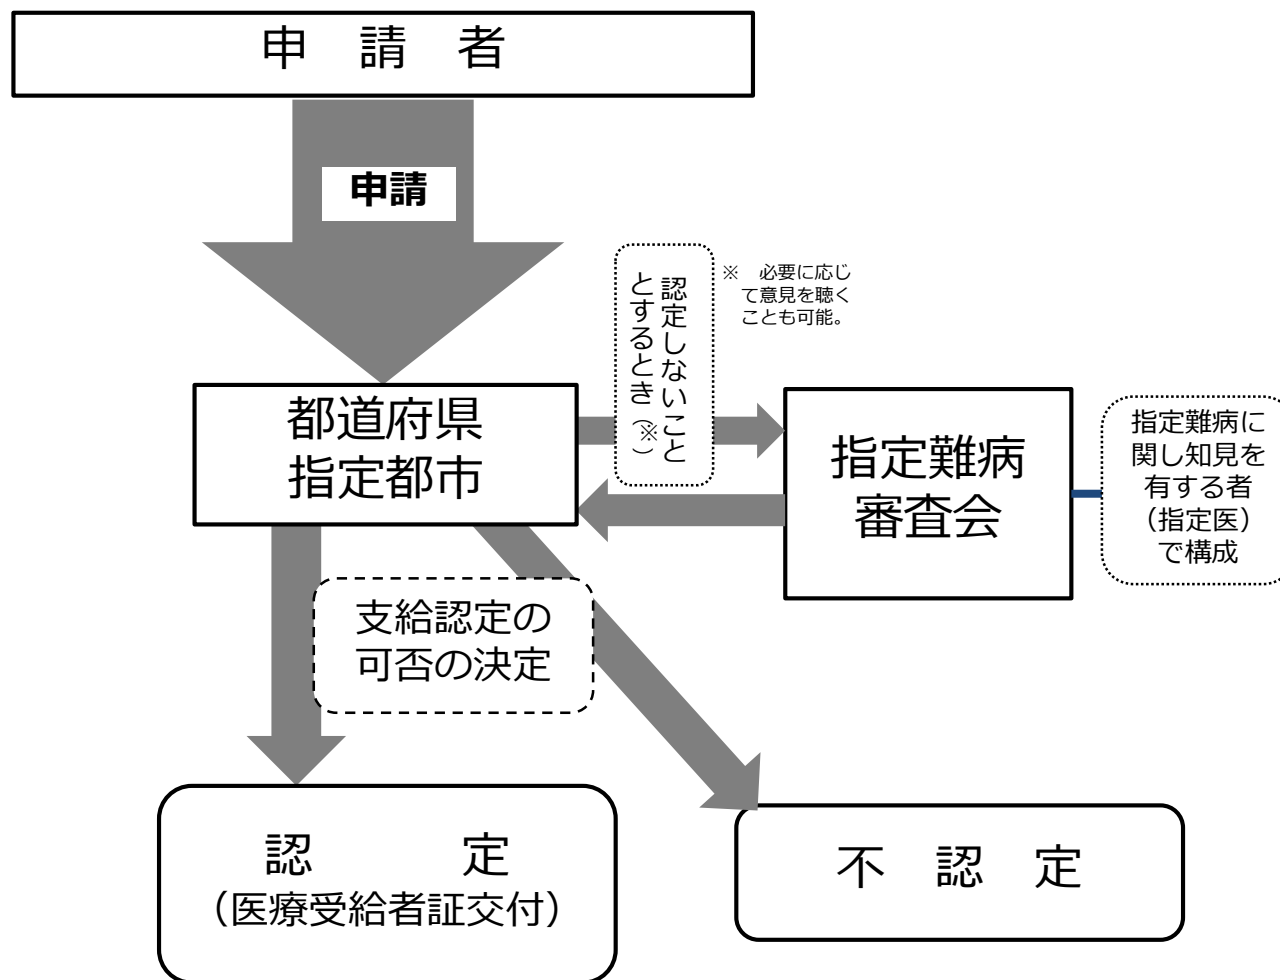 申　請　者
申請
認定しないこと
とするとき（※）
※　必要に応じ
て意見を聴く
ことも可能。
都道府県
指定都市
指定難病
審査会
指定難病に
関し知見を
有する者
（指定医）
で構成
支給認定の
可否の決定
認　　　定
（医療受給者証交付）
不　認　定